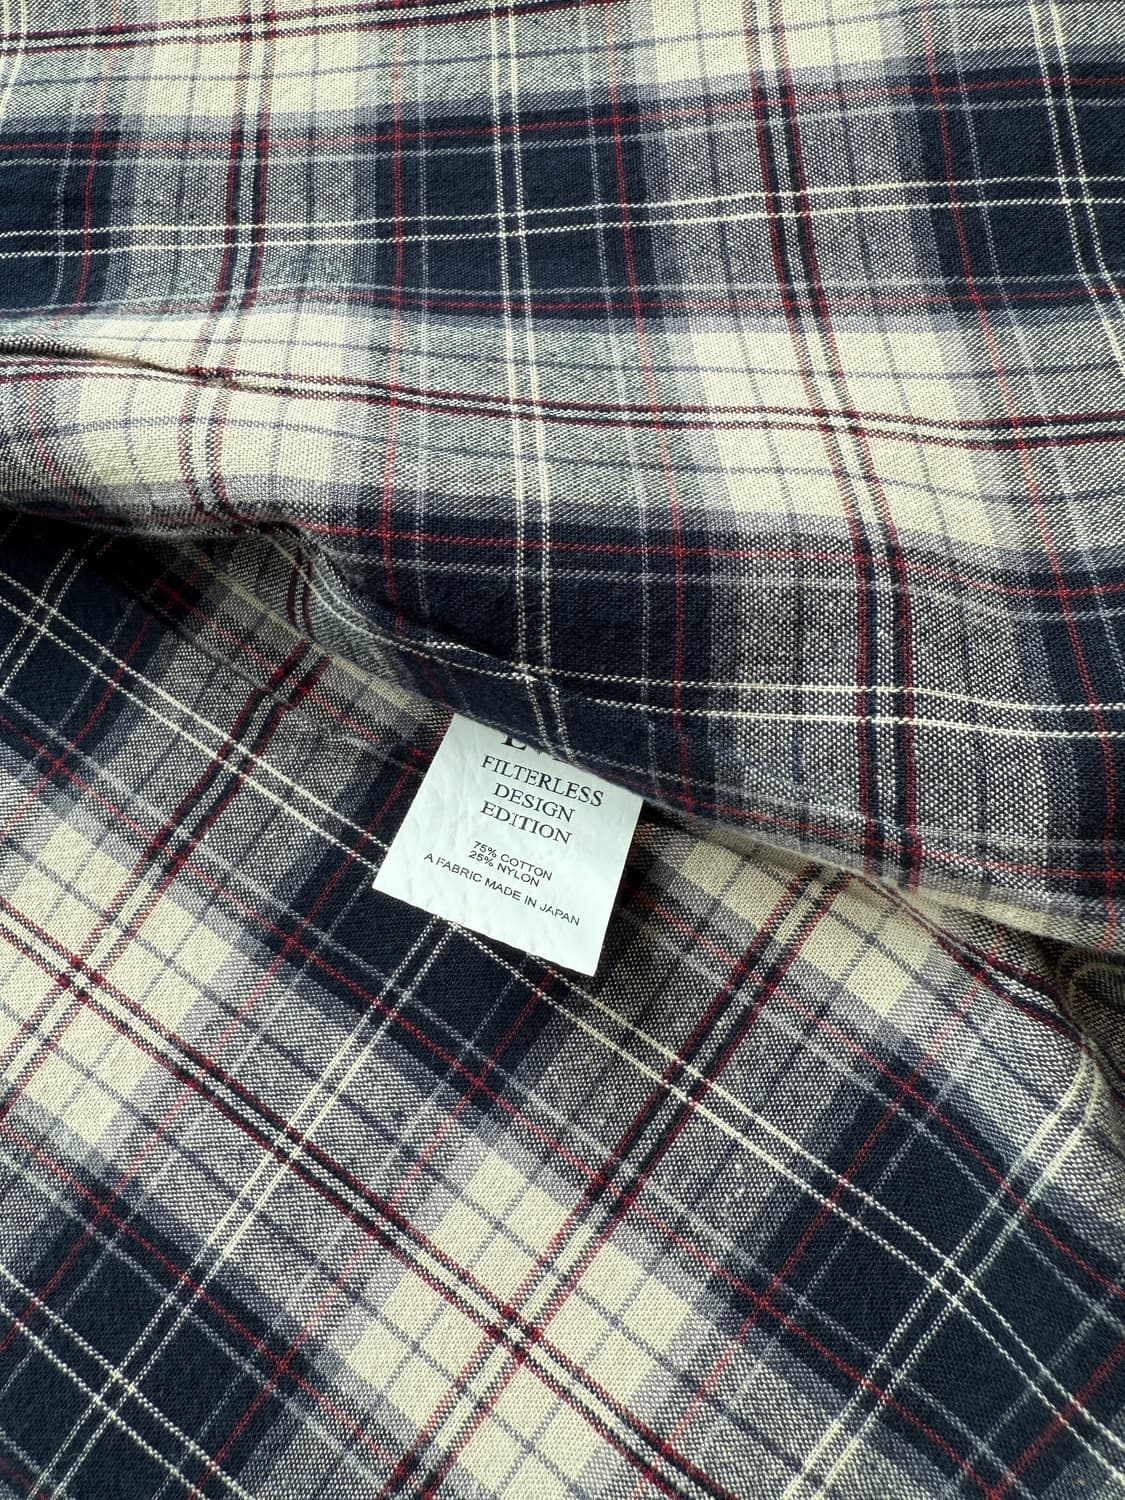 FILTERLESS
DESIGN
EDITION
75% COTTON
25% NYLON
A FABRIC MADE IN JAPAN